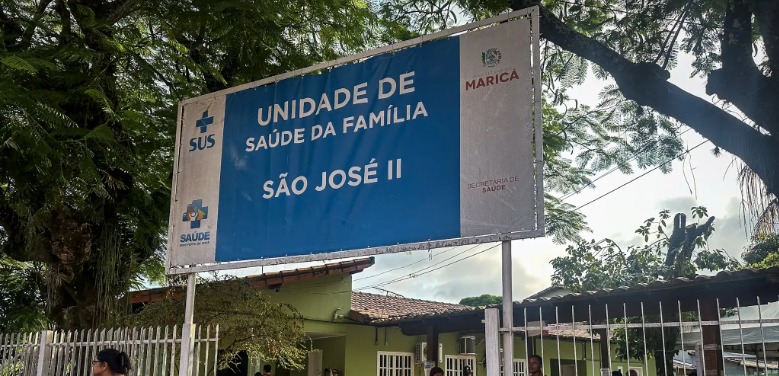 SUS
UNIDADE DE
SAÚDE DA FAMÍLIA
SÃO JOSÉ II
MARICÁ
SECRETARIA DE
SAÚDE
SAÚDE